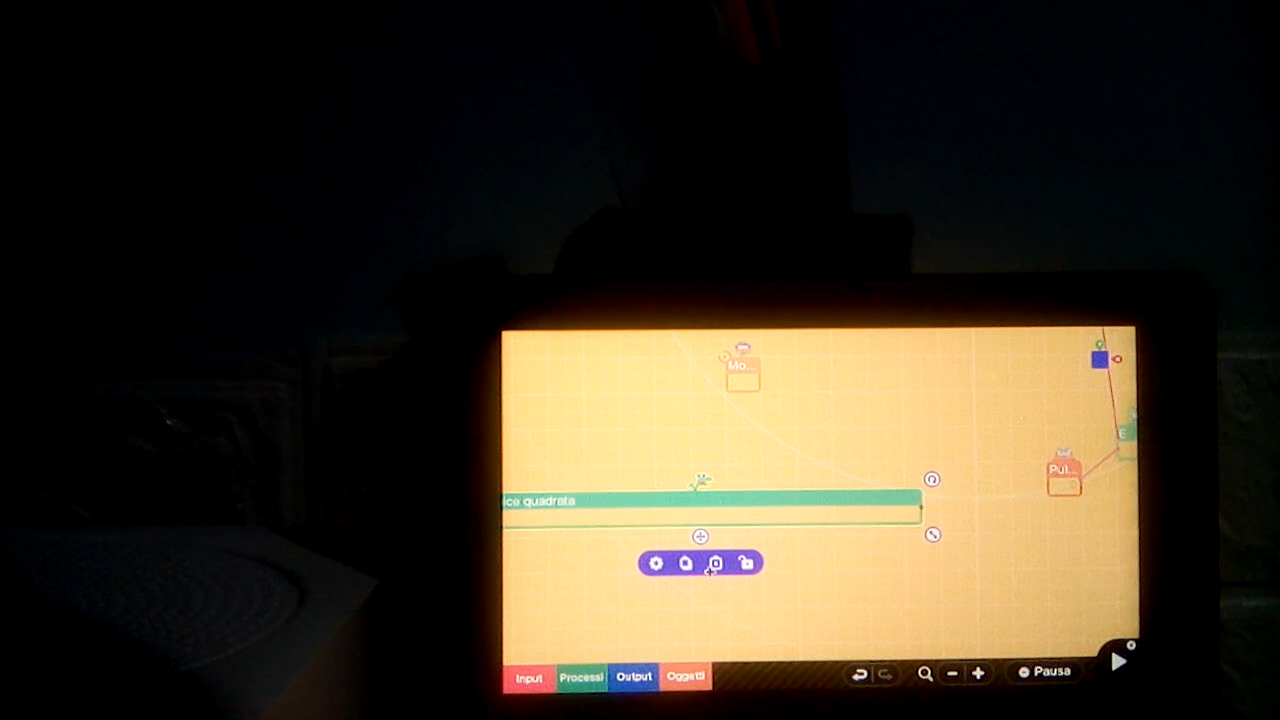 Mo...
Pul...
E
ice quadrata
Input Processi Output Oggetti Pausa